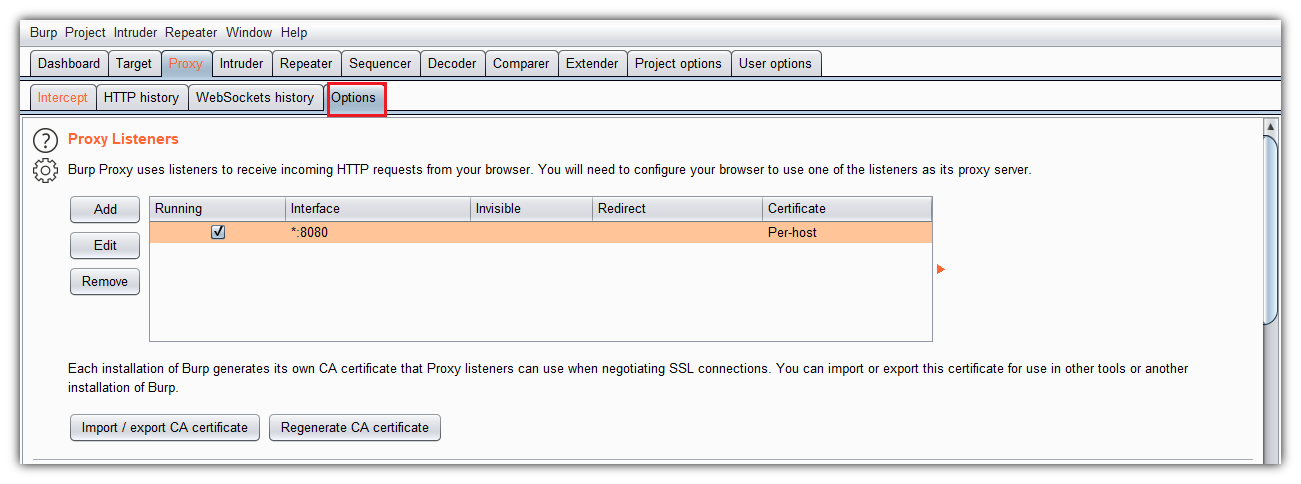 Burp Project Intruder Repeater Window Help
Dashboard Target Proxy Intruder Repeater Sequencer Decoder Comparer Extender Project options User options
Intercept HTTP history WebSockets history Options
? Proxy Listeners
Burp Proxy uses listeners to receive incoming HTTP requests from your browser. You will need to configure your browser to use one of the listeners as its proxy server.
Add Running Interface Invisible Redirect Certificate
*:8080 Per-host
Edit
Remove
Each installation of Burp generates its own CA certificate that Proxy listeners can use when negotiating SSL connections. You can import or export this certificate for use in other tools or another
installation of Burp.
Import / export CA certificate Regenerate CA certificate